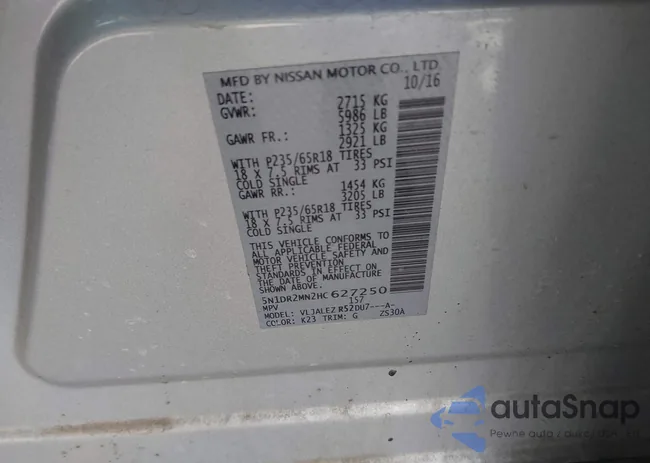 MFD BY NISSAN MOTOR CO., LTD
DATE: 10/16
GVWR: 2715 KG
5986 LB
GAWR FR.: 1325 KG
2921 LB
WITH P235/65R18 TIRES
18 X 7.5 RIMS AT 33 PSI
COLD SINGLE
GAWR RR.: 1454 KG
3205 LB
WITH P235/65R18 TIRES
18 X 7.5 RIMS AT 33 PSI
COLD SINGLE
THIS VEHICLE CONFORMS TO
ALL APPLICABLE FEDERAL
MOTOR VEHICLE SAFETY AND
THEFT PREVENTION
STANDARDS IN EFFECT ON
THE DATE OF MANUFACTURE
SHOWN ABOVE.
5N1DR2MN2HC627250
MPV 157
MODEL: VLJALEZ R52DU7---A-
COLOR: K23 TRIM: G ZS30A
autaSnap
Pewne auto z aukcji